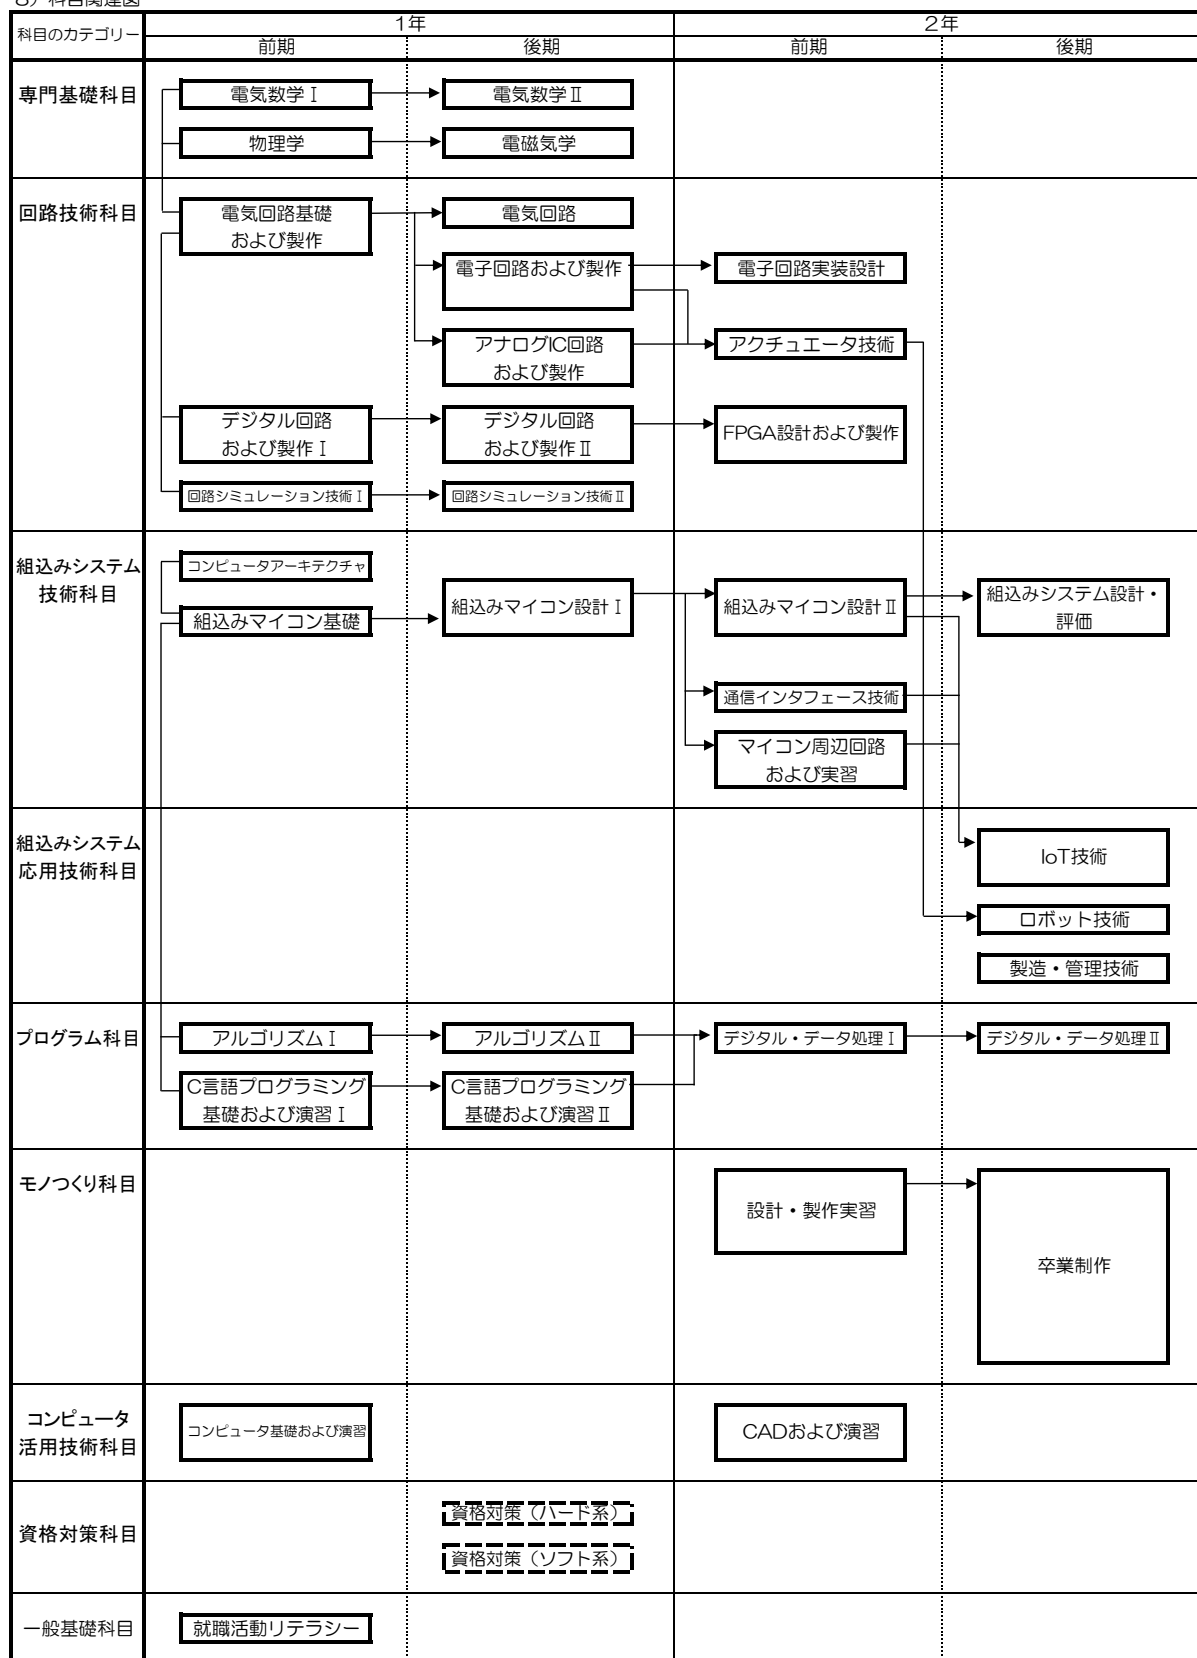 3）科目関連図
科目のカテゴリー
1年
2年
前期
後期
前期
後期
専門基礎科目
電気数学Ⅰ
電気数学Ⅱ
物理学
電磁気学
回路技術科目
電気回路基礎
および製作
電気回路
電子回路および製作
電子回路実装設計
アナログIC回路
および製作
アクチュエータ技術
デジタル回路
および製作Ⅰ
デジタル回路
および製作Ⅱ
FPGA設計および製作
回路シミュレーション技術Ⅰ
回路シミュレーション技術Ⅱ
組込みシステム
技術科目
コンピュータアーキテクチャ
組込みマイコン基礎
組込みマイコン設計Ⅰ
組込みマイコン設計Ⅱ
組込みシステム設計・
評価
通信インタフェース技術
マイコン周辺回路
および実習
組込みシステム
応用技術科目
IoT技術
ロボット技術
製造・管理技術
プログラム科目
アルゴリズムⅠ
アルゴリズムⅡ
デジタル・データ処理Ⅰ
デジタル・データ処理Ⅱ
C言語プログラミング
基礎および演習Ⅰ
C言語プログラミング
基礎および演習Ⅱ
モノつくり科目
設計・製作実習
卒業制作
コンピュータ
活用技術科目
コンピュータ基礎および演習
CADおよび演習
資格対策科目
資格対策（ハード系）
資格対策（ソフト系）
一般基礎科目
就職活動リテラシー